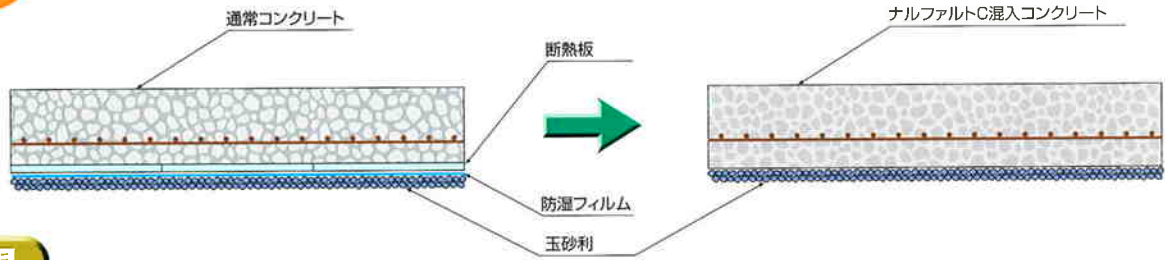 通常コンクリート
ナルファルトC混入コンクリート
断熱板
防湿フィルム
玉砂利